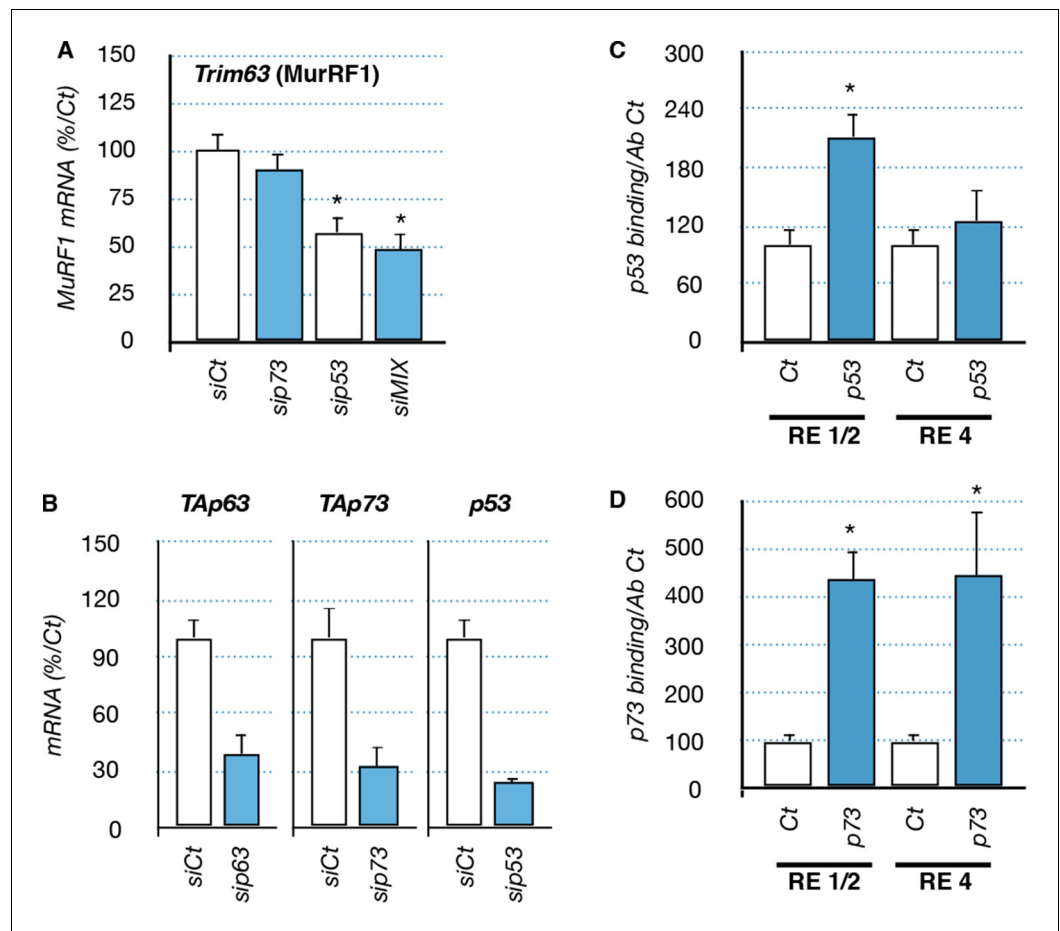 A
Trim63 (MurRF1)
MuRF1 mRNA (%/Ct)
150
125
100
75
50
25
0
*
*
siCt
sip73
sip53
siMIX
B
TAp63
TAp73
p53
mRNA (%/Ct)
150
120
90
60
30
0
siCt
sip63
siCt
sip73
siCt
sip53
C
p53 binding/Ab Ct
300
240
180
120
60
0
*
Ct
p53
Ct
p53
RE 1/2
RE 4
D
p73 binding/Ab Ct
600
500
400
300
200
100
0
*
*
Ct
p73
Ct
p73
RE 1/2
RE 4